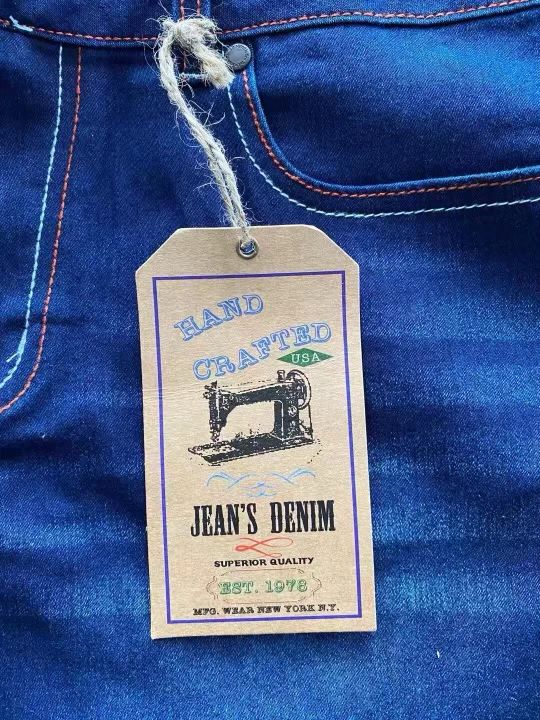 HAND
CRAFTED
USA
JEAN'S DENIM
SUPERIOR QUALITY
EST. 1978
MFG. WEAR NEW YORK N.Y.